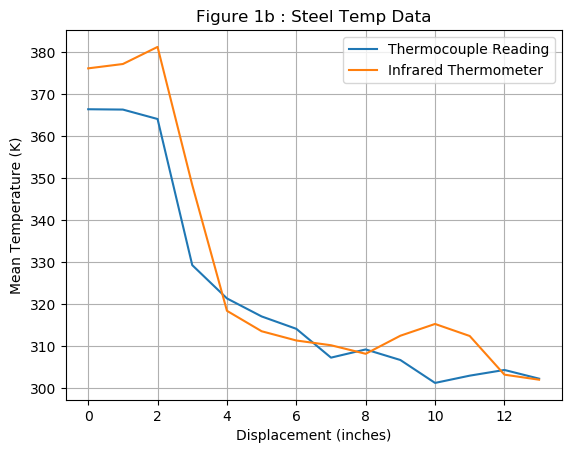 Figure 1b : Steel Temp Data
Thermocouple Reading
Infrared Thermometer
Mean Temperature (K)
380
370
360
350
340
330
320
310
300
0 2 4 6 8 10 12
Displacement (inches)